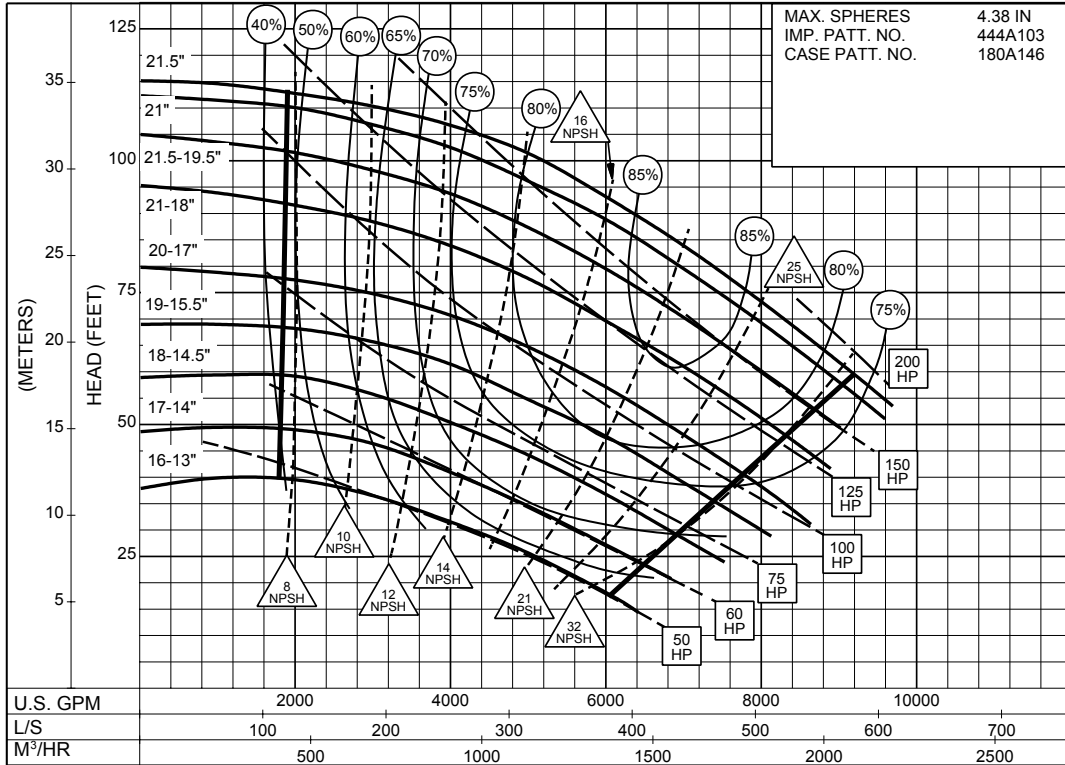 MAX. SPHERES 4.38 IN
IMP. PATT. NO. 444A103
CASE PATT. NO. 180A146
125
100
75
50
25
HEAD (FEET)
35
30
25
20
15
10
5
(METERS)
21.5"
21"
21.5-19.5"
21-18"
20-17"
19-15.5"
18-14.5"
17-14"
16-13"
40%
50%
60%
65%
70%
75%
80%
85%
85%
80%
75%
16
NPSH
25
NPSH
8
NPSH
10
NPSH
12
NPSH
14
NPSH
21
NPSH
32
NPSH
200
HP
150
HP
125
HP
100
HP
75
HP
60
HP
50
HP
U.S. GPM 2000 4000 6000 8000 10000
L/S 100 200 300 400 500 600 700
M³/HR 500 1000 1500 2000 2500